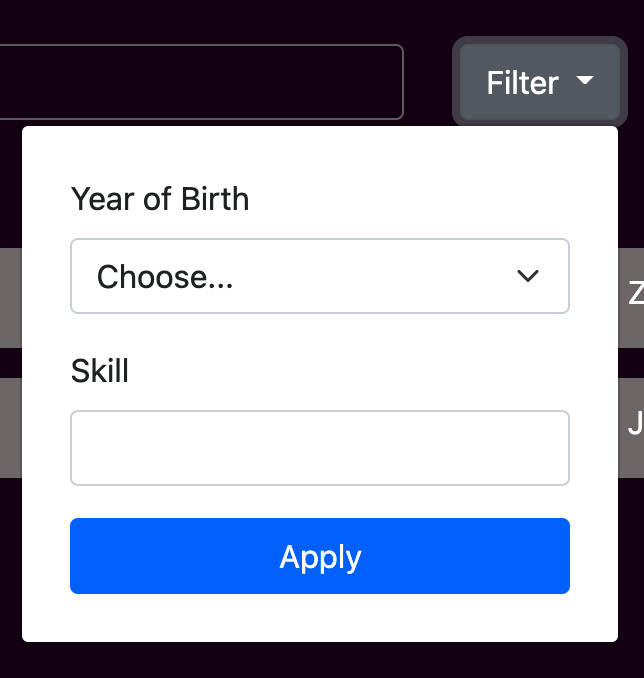 Filter
Year of Birth
Choose...
Z
Skill
J
Apply